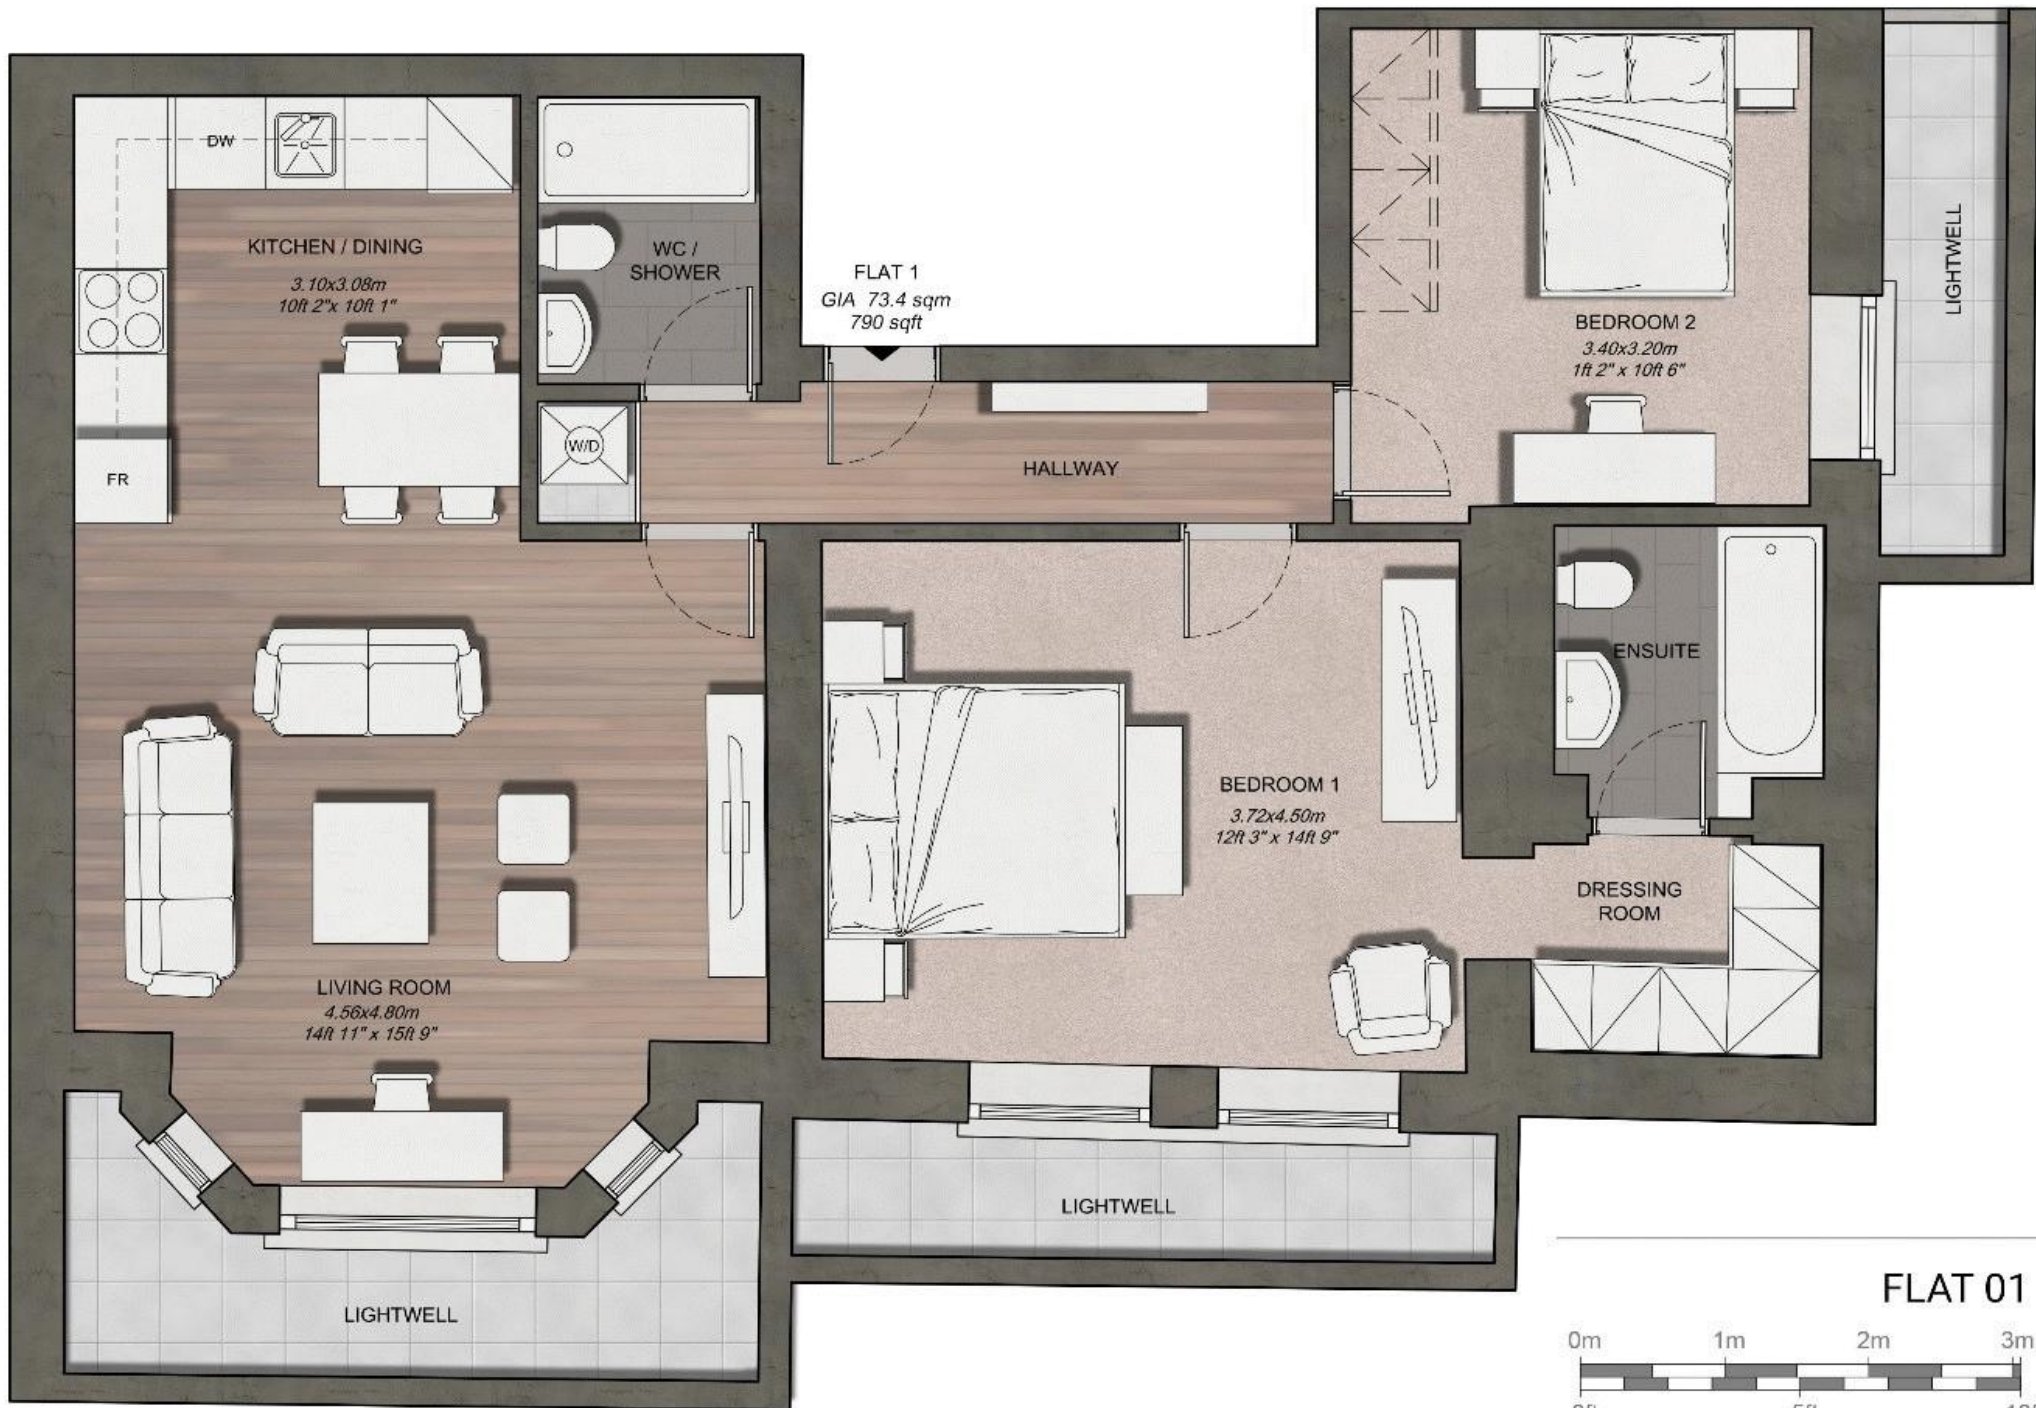 DW
KITCHEN / DINING
3.10x3.08m
10ft 2"x 10ft 1"
FR
WC /
SHOWER
W/D
FLAT 1
GIA 73.4 sqm
790 sqft
HALLWAY
BEDROOM 2
3.40x3.20m
1ft 2" x 10ft 6"
LIGHTWELL
ENSUITE
BEDROOM 1
3.72x4.50m
12ft 3" x 14ft 9"
DRESSING
ROOM
LIVING ROOM
4.56x4.80m
14ft 11" x 15ft 9"
LIGHTWELL
LIGHTWELL
FLAT 01
0m 1m 2m 3m